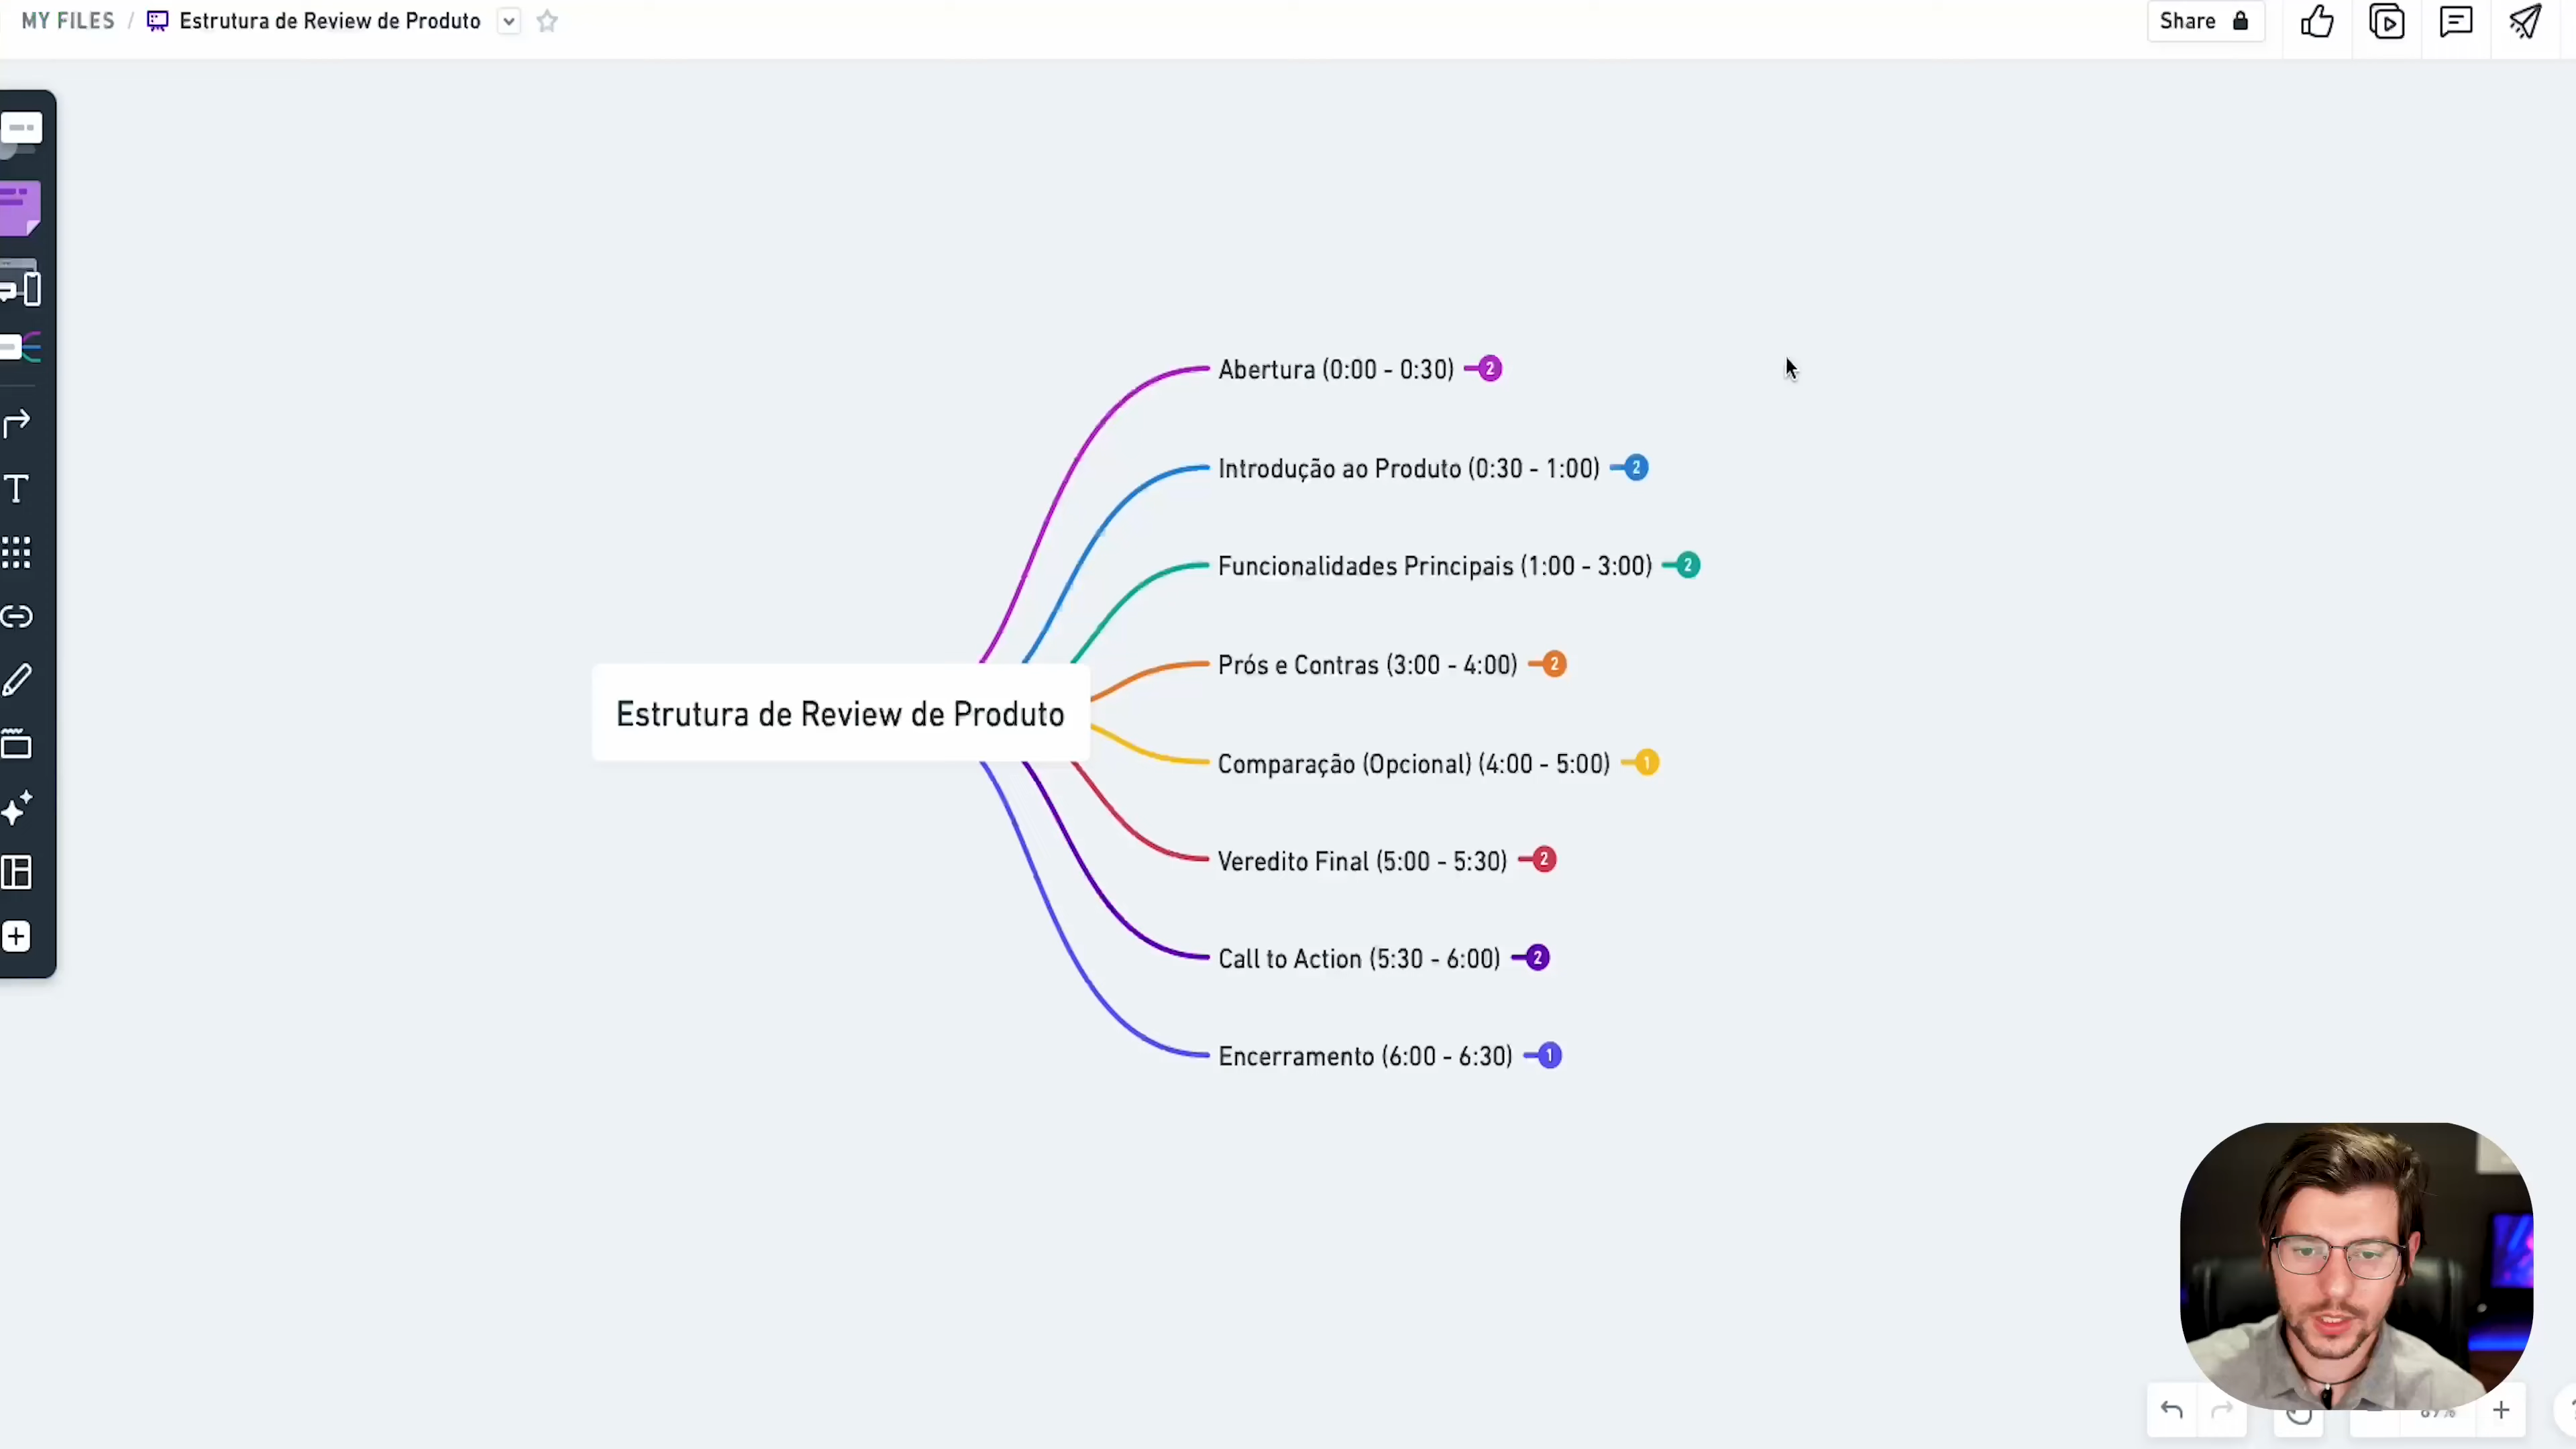 MY FILES / Estrutura de Review de Produto
Share
Abertura (0:00 - 0:30) 2
Introdução ao Produto (0:30 - 1:00) 2
Funcionalidades Principais (1:00 - 3:00) 2
Prós e Contras (3:00 - 4:00) 2
Estrutura de Review de Produto
Comparação (Opcional) (4:00 - 5:00) 1
Veredito Final (5:00 - 5:30) 2
Call to Action (5:30 - 6:00) 2
Encerramento (6:00 - 6:30) 1